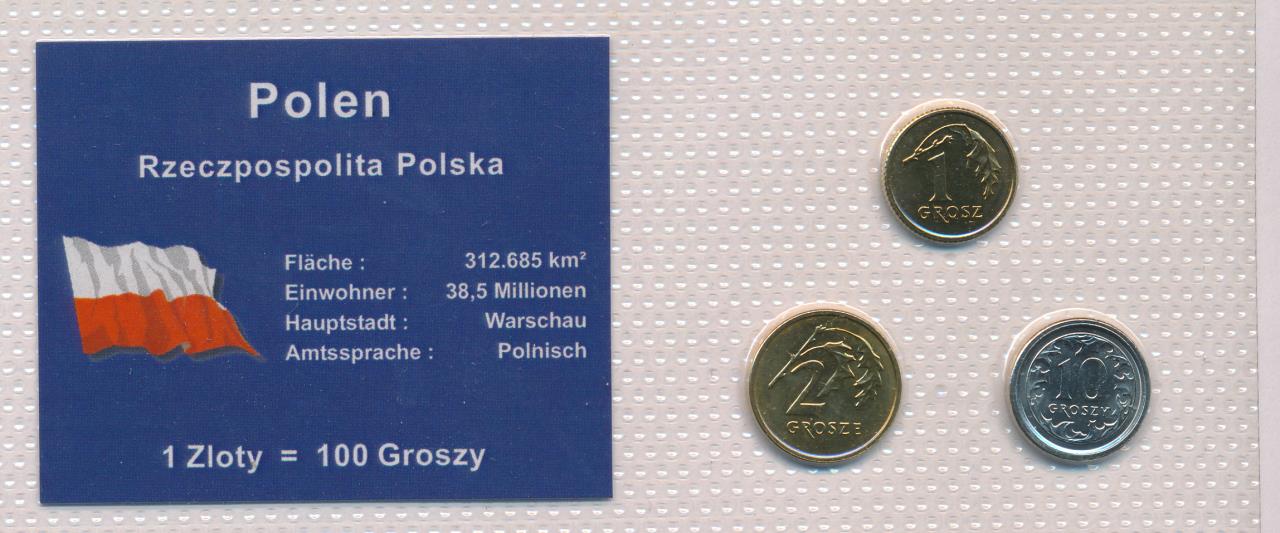 Polen
Rzeczpospolita Polska
Fläche : 312.685 km²
Einwohner : 38,5 Millionen
Hauptstadt : Warschau
Amtssprache : Polnisch
1 Zloty = 100 Groszy
1
GROSZ
2
GROSZE
10
GROSZY